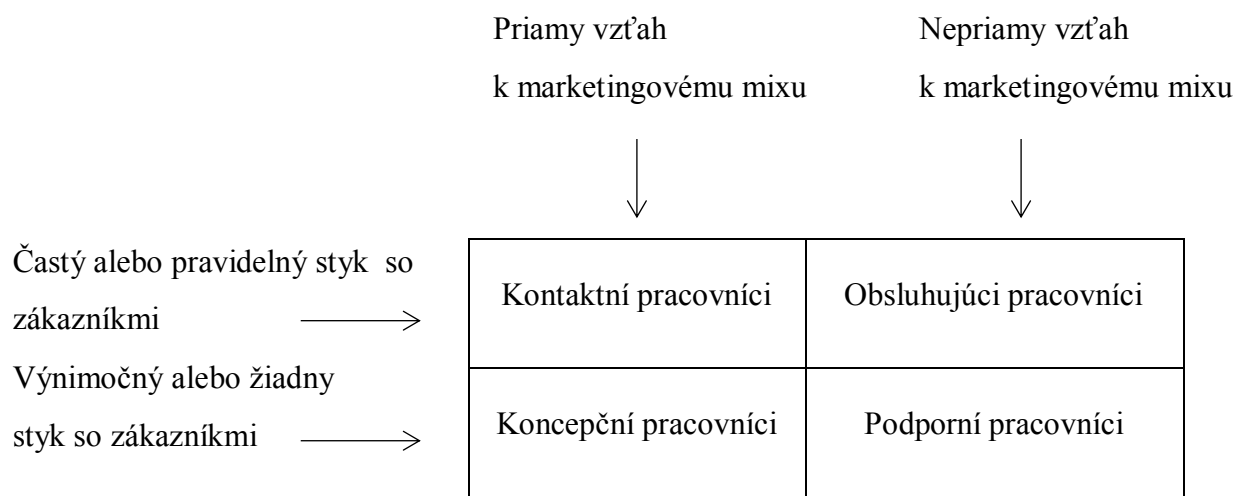 Priamy vzťah
k marketingovému mixu
Nepriamy vzťah
k marketingovému mixu
Častý alebo pravidelný styk  so
zákazníkmi
Kontaktní pracovníci
Obsluhujúci pracovníci
Výnimočný alebo žiadny
styk so zákazníkmi
Koncepční pracovníci
Podporní pracovníci